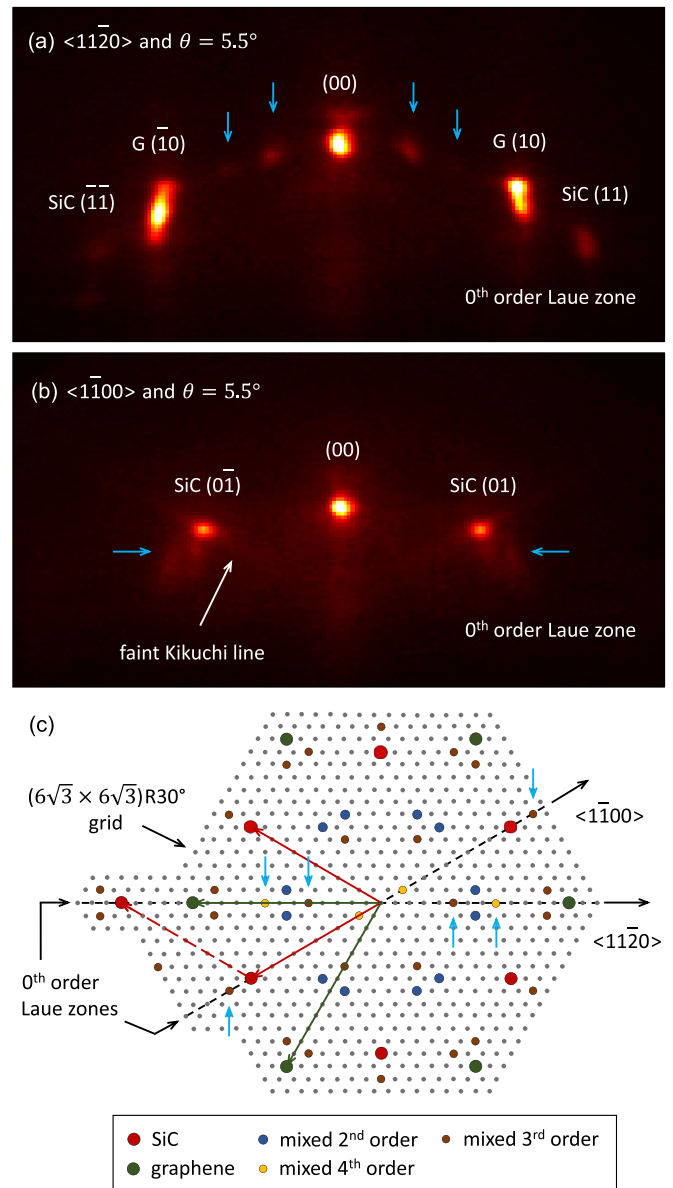 (a) <112̅0> and θ = 5.5°
(00)
G (1̅0)
G (10)
SiC (1̅1̅)
SiC (11)
0th order Laue zone
(b) <11̅00> and θ = 5.5°
(00)
SiC (01̅)
SiC (01)
faint Kikuchi line
0th order Laue zone
(c)
(6√3 × 6√3)R30°
grid
<11̅00>
<112̅0>
0th order
Laue zones
SiC
mixed 2nd order
mixed 3rd order
graphene
mixed 4th order